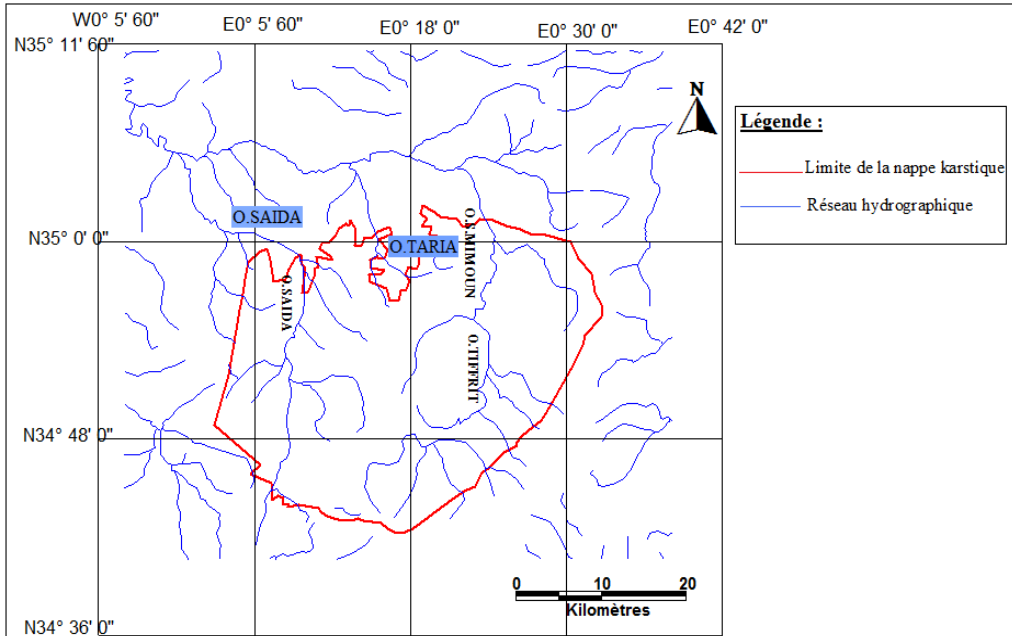 W0° 5' 60"
E0° 5' 60"
E0° 18' 0"
E0° 30' 0"
E0° 42' 0"
N35° 11' 60"
N
Légende :
Limite de la nappe karstique
Réseau hydrographique
O.SAIDA
O.TARIA
O.S.MIMOUN
N35° 0' 0"
O.SAIDA
O.TIFFRIT
N34° 48' 0"
0 10 20
Kilomètres
N34° 36' 0"